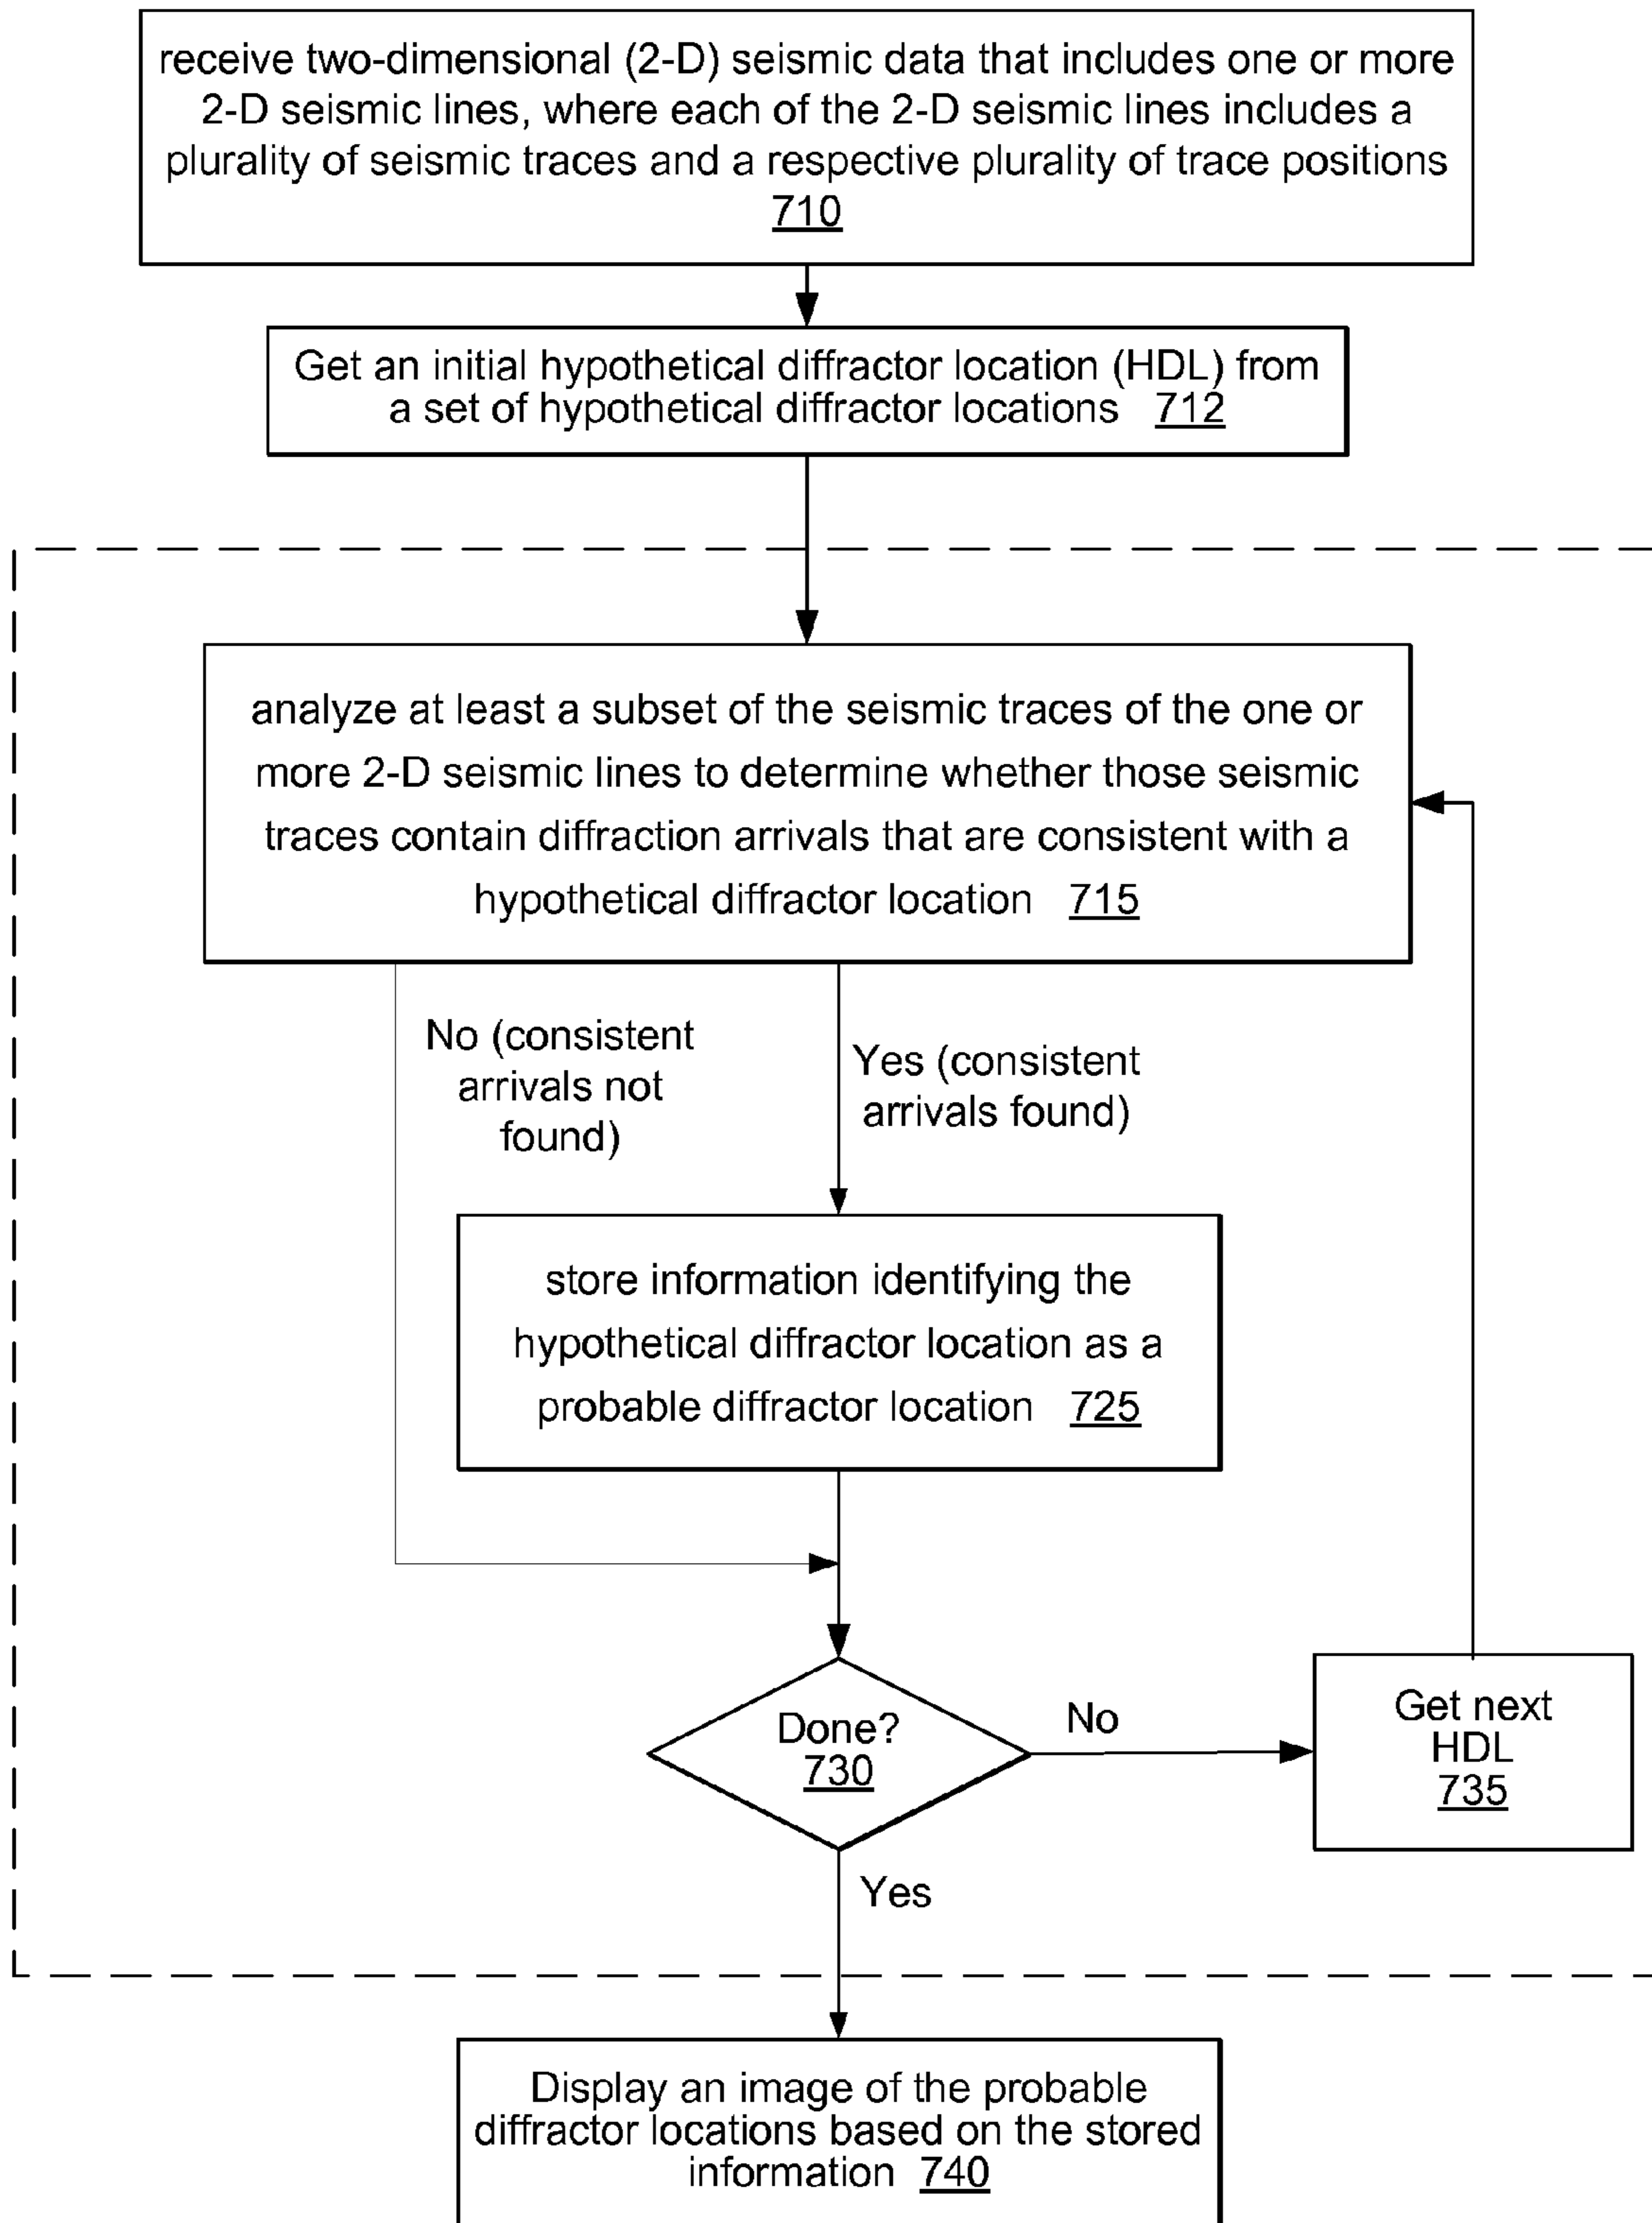 receive two-dimensional (2-D) seismic data that includes one or more
2-D seismic lines, where each of the 2-D seismic lines includes a
plurality of seismic traces and a respective plurality of trace positions
710
Get an initial hypothetical diffractor location (HDL) from
a set of hypothetical diffractor locations 712
analyze at least a subset of the seismic traces of the one or
more 2-D seismic lines to determine whether those seismic
traces contain diffraction arrivals that are consistent with a
hypothetical diffractor location 715
No (consistent
arrivals not
found)
Yes (consistent
arrivals found)
store information identifying the
hypothetical diffractor location as a
probable diffractor location 725
Done?
730
No
Get next
HDL
735
Yes
Display an image of the probable
diffractor locations based on the stored
information 740